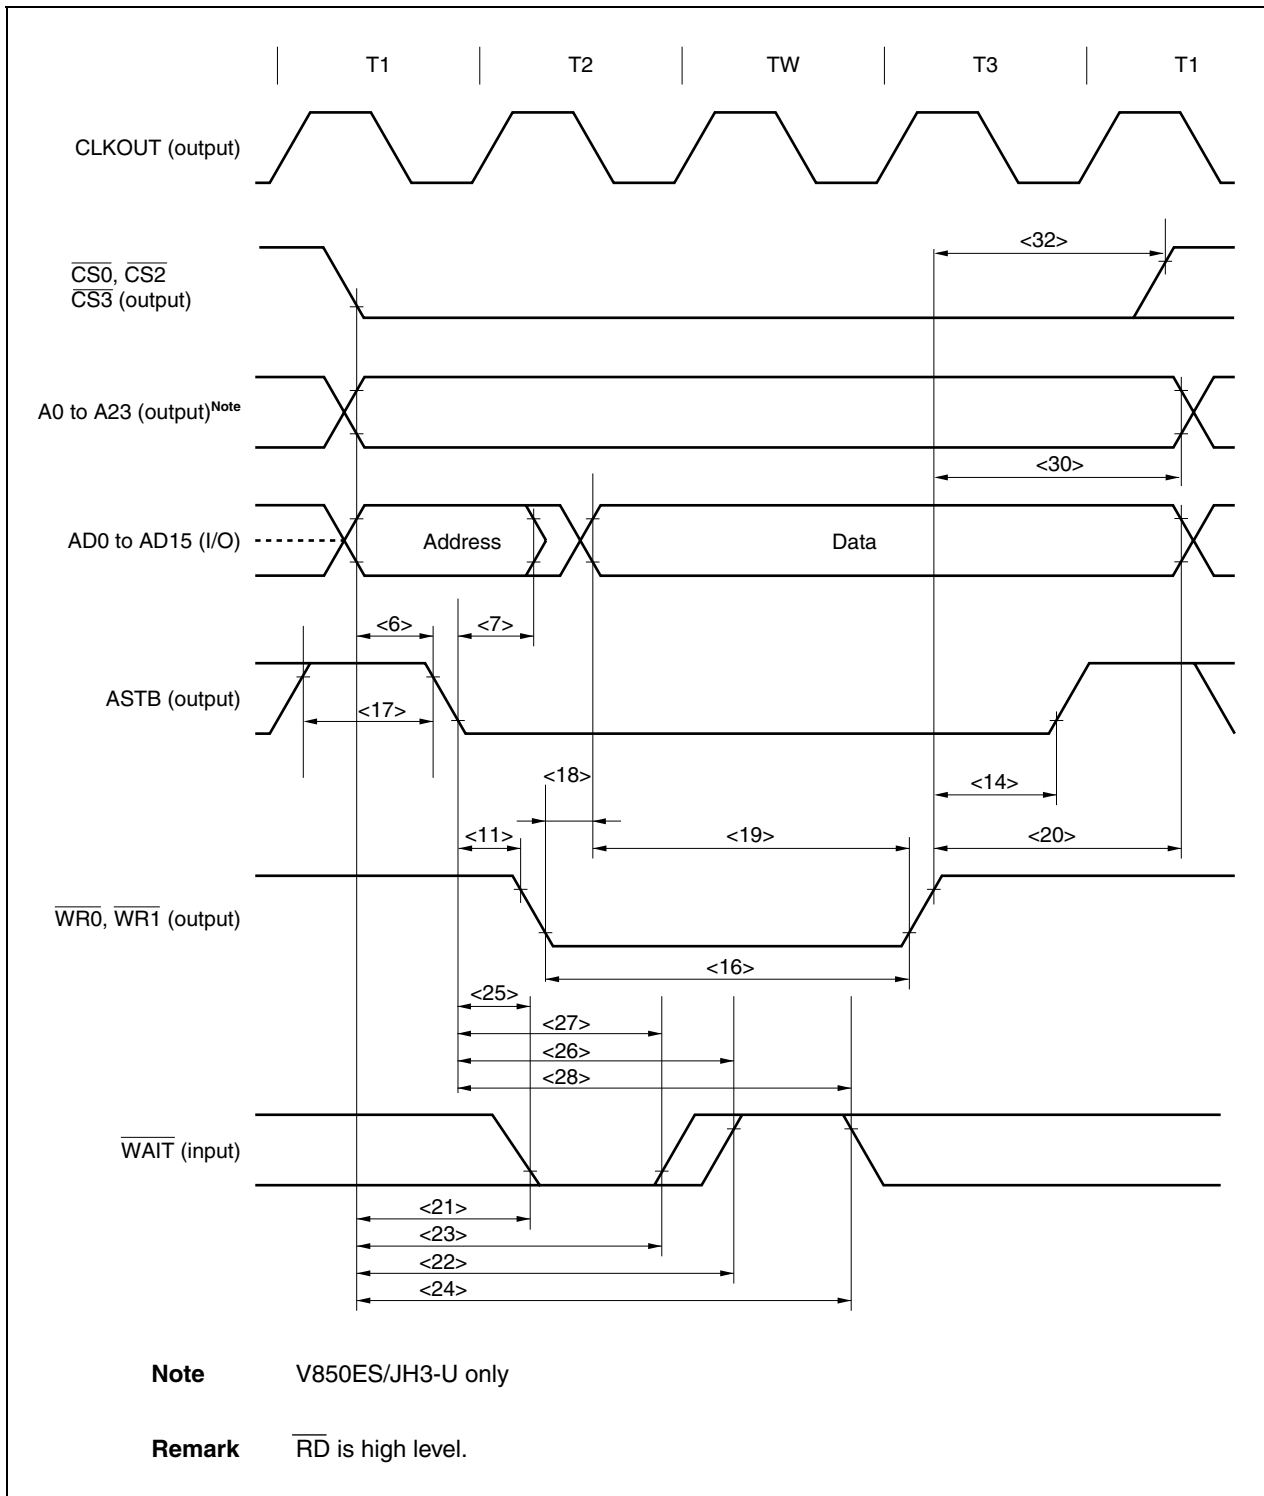 T1 T2 TW T3 T1
CLKOUT (output)
<32>
CS0, CS2
CS3 (output)
A0 to A23 (output)Note
<30>
AD0 to AD15 (I/O) Address Data
<6> <7>
ASTB (output)
<17>
<18> <14>
<11> <19> <20>
WR0, WR1 (output)
<16>
<25>
<27>
<26>
<28>
WAIT (input)
<21>
<23>
<22>
<24>
Note V850ES/JH3-U only
Remark RD is high level.